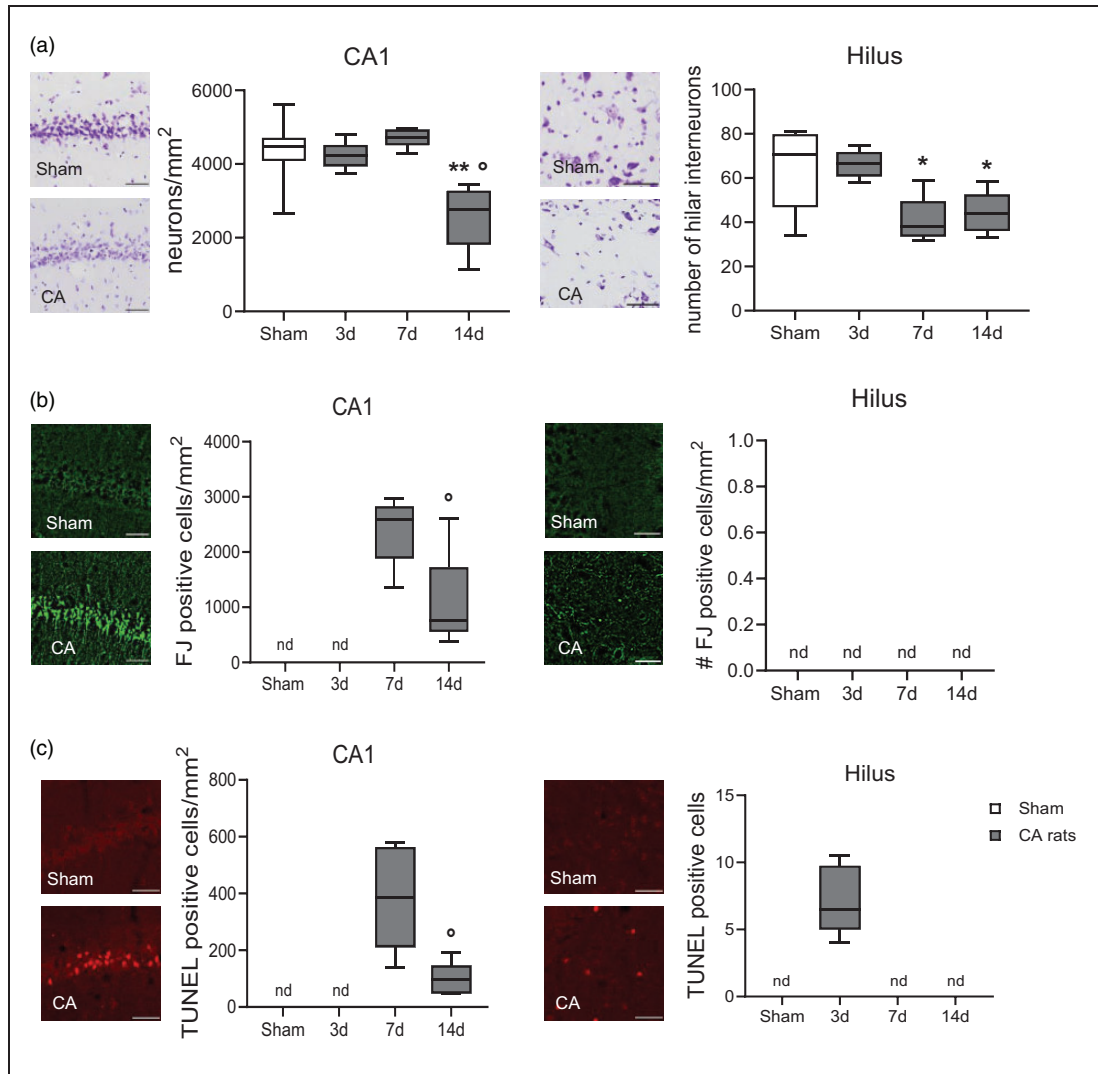 (a)
CA1
Hilus
Sham
CA
neurons/mm²
6000
4000
2000
0
** °
Sham 3d 7d 14d
Sham
CA
number of hilar interneurons
100
80
60
40
20
0
* *
Sham 3d 7d 14d
(b)
CA1
Hilus
Sham
CA
FJ positive cells/mm²
4000
3000
2000
1000
0
°
nd nd
Sham 3d 7d 14d
Sham
CA
# FJ positive cells/mm²
1.0
0.8
0.6
0.4
0.2
0.0
nd nd nd nd
Sham 3d 7d 14d
(c)
CA1
Hilus
Sham
CA
TUNEL positive cells/mm²
800
600
400
200
0
°
nd nd
Sham 3d 7d 14d
Sham
CA
TUNEL positive cells
15
10
5
0
nd nd nd
Sham 3d 7d 14d
Sham
CA rats